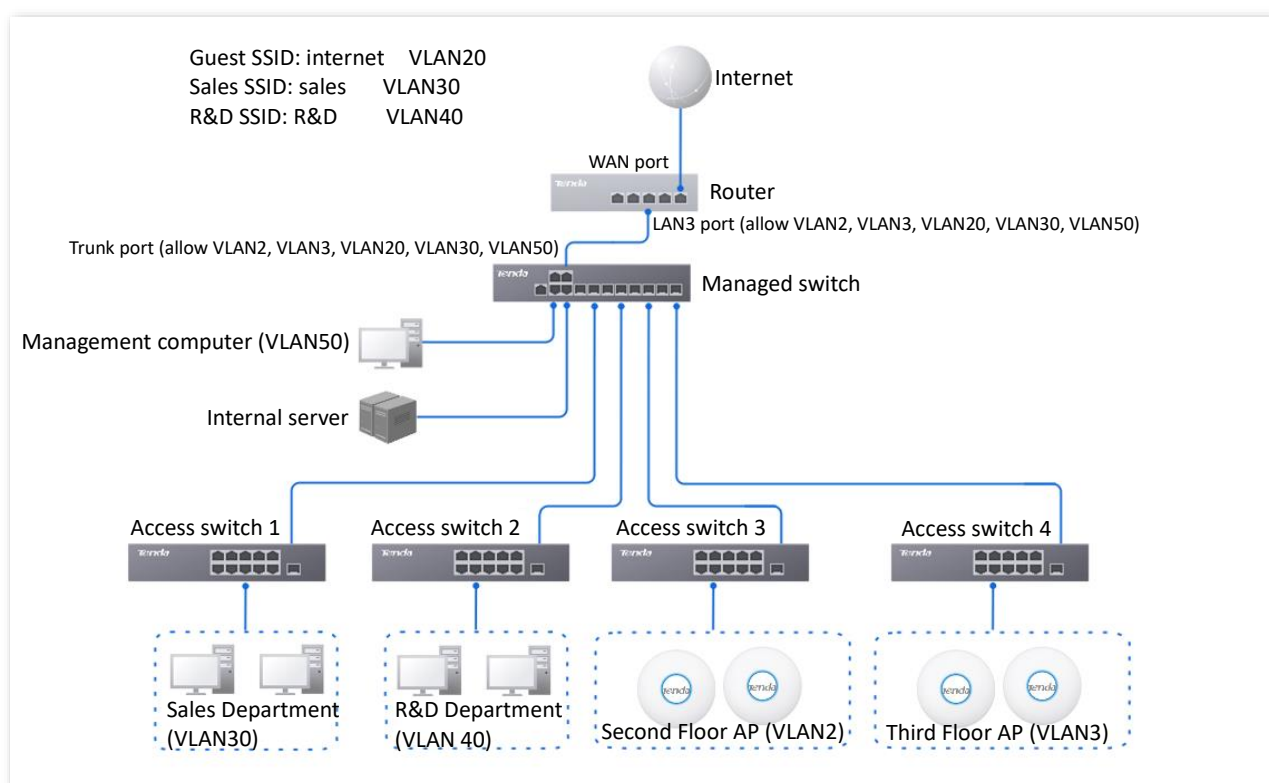 Guest SSID: internet VLAN20
Sales SSID: sales VLAN30
R&D SSID: R&D VLAN40
Internet
WAN port
Tenda
Router
LAN3 port (allow VLAN2, VLAN3, VLAN20, VLAN30, VLAN50)
Trunk port (allow VLAN2, VLAN3, VLAN20, VLAN30, VLAN50)
Tenda
Managed switch
Management computer (VLAN50)
Internal server
Access switch 1
Access switch 2
Access switch 3
Access switch 4
Tenda
Tenda
Tenda
Tenda
Tenda
Tenda
Tenda
Tenda
Sales Department
(VLAN30)
R&D Department
(VLAN 40)
Second Floor AP (VLAN2)
Third Floor AP (VLAN3)